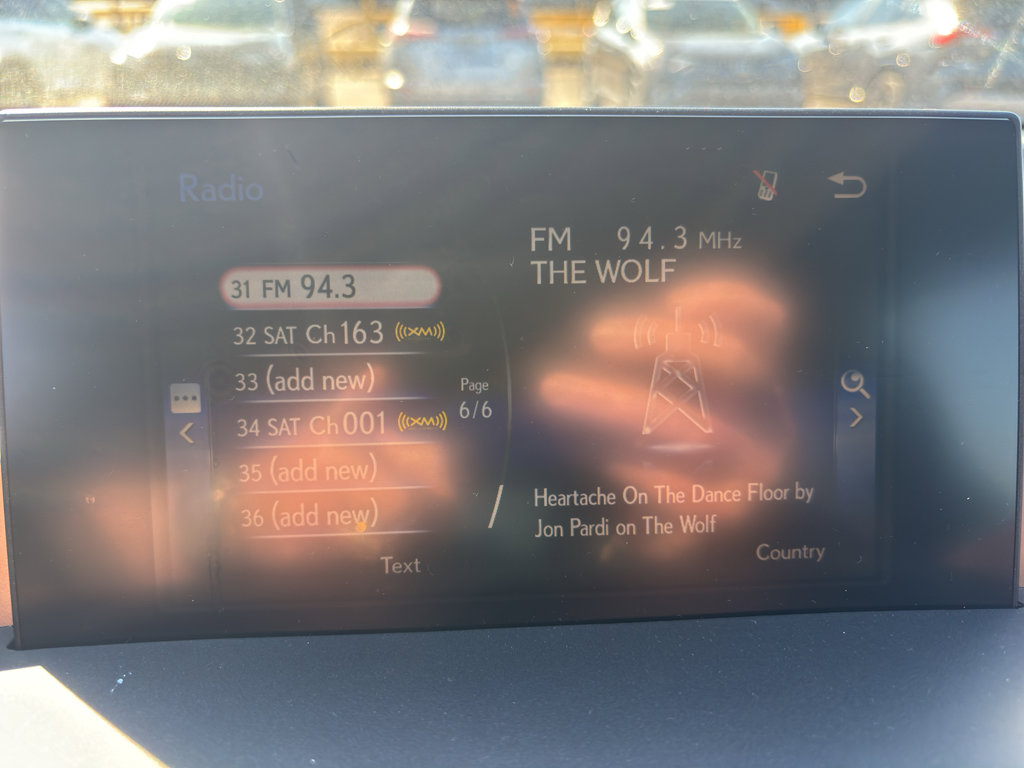 Radio
FM 94.3 MHz
THE WOLF
31 FM 94.3
32 SAT Ch 163 ((XM))
33 (add new)
34 SAT Ch 001 ((XM))
35 (add new)
36 (add new)
Page
6/6
Heartache On The Dance Floor by
Jon Pardi on The Wolf
Text
Country